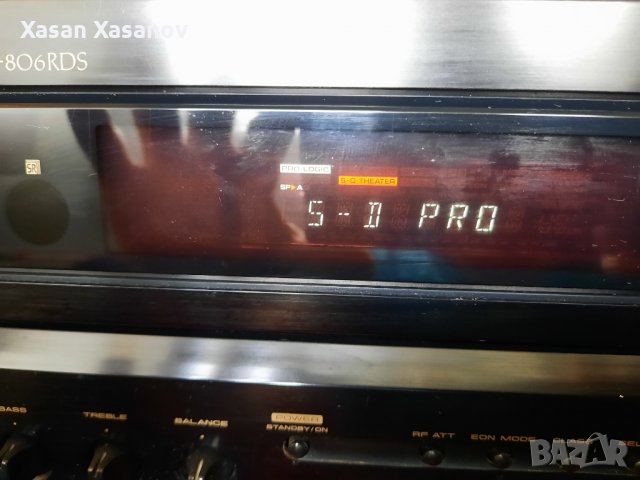 Xasan Xasanov
-806RDS
SR
PRO LOGIC
S-D THEATER
SP►A
S-D PRO
BASS
TREBLE
BALANCE
POWER
STANDBY/ON
RF ATT
EON MODE
BAZAR